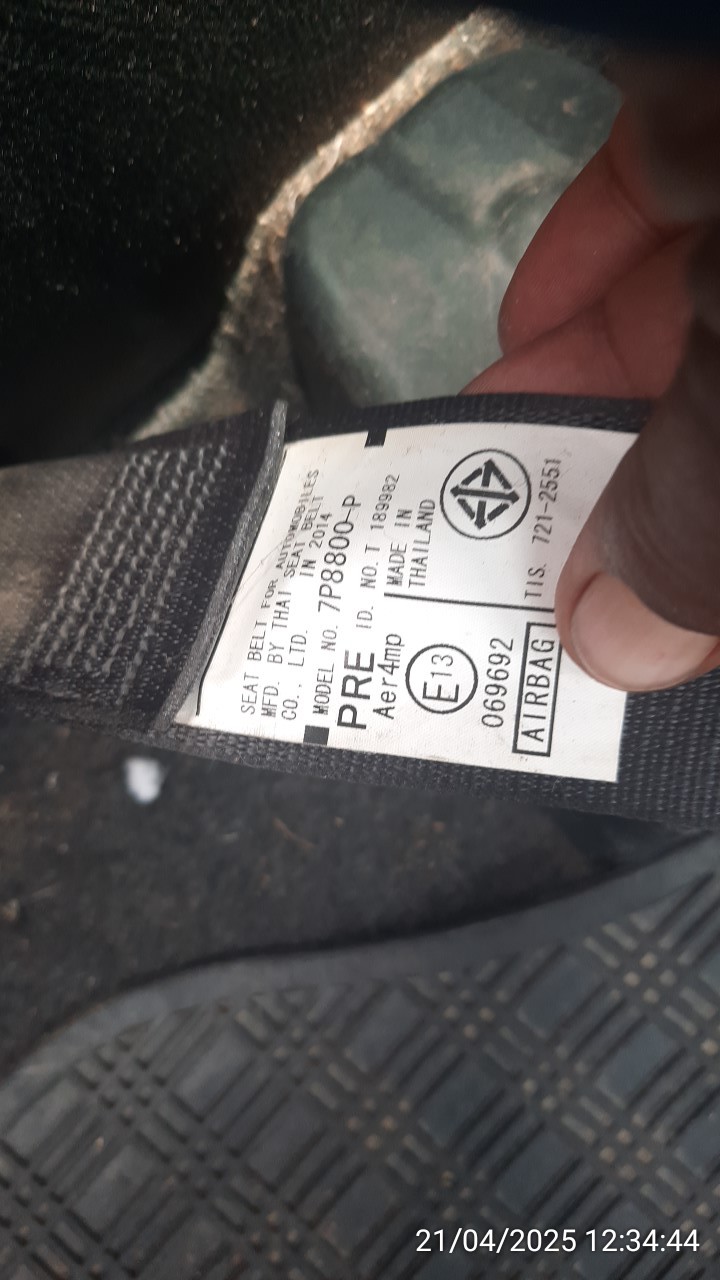 SEAT BELT FOR AUTOMOBILES
MFD. BY THAI SEAT BELT
CO., LTD. IN 2014
MODEL NO. 7P8800-P
PRE ID. NO. T 189982
Aer4mp
MADE IN
THAILAND
E13
069692
TIS. 721-2551
AIRBAG
21/04/2025 12:34:44